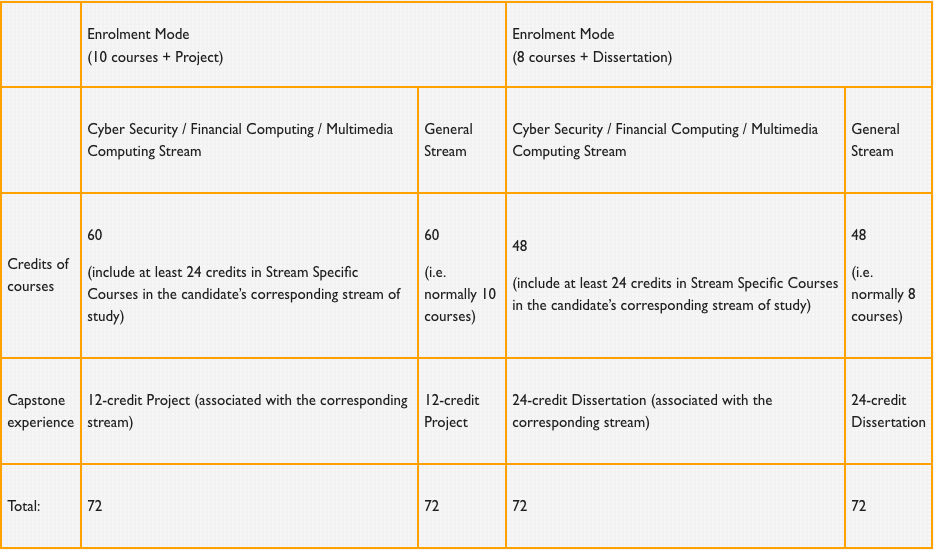 Enrolment Mode
(10 courses + Project)
Enrolment Mode
(8 courses + Dissertation)
Cyber Security / Financial Computing / Multimedia
Computing Stream
General
Stream
Cyber Security / Financial Computing / Multimedia
Computing Stream
General
Stream
Credits of
courses
60
(include at least 24 credits in Stream Specific
Courses in the candidate’s corresponding stream of
study)
60
(i.e.
normally 10
courses)
48
(include at least 24 credits in Stream Specific Courses
in the candidate’s corresponding stream of study)
48
(i.e.
normally 8
courses)
Capstone
experience
12-credit Project (associated with the corresponding
stream)
12-credit
Project
24-credit Dissertation (associated with the
corresponding stream)
24-credit
Dissertation
Total:
72
72
72
72